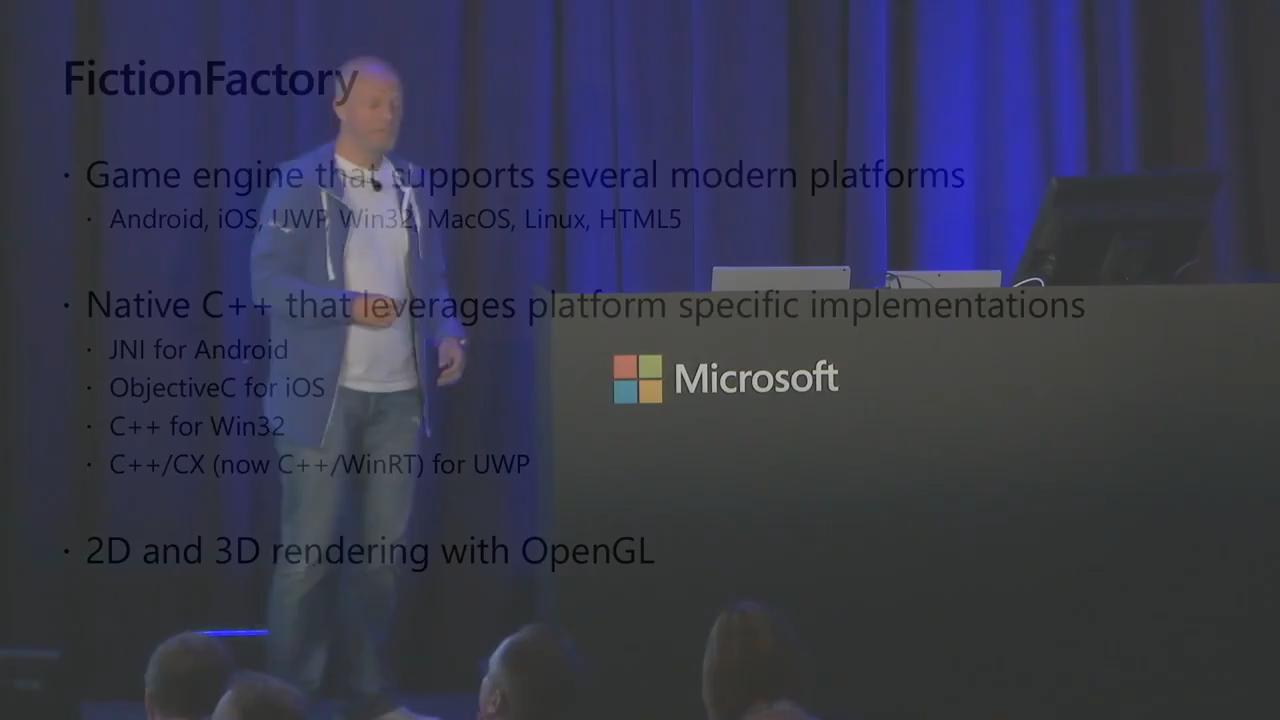 FictionFactory
· Game engine that supports several modern platforms
· Android, iOS, UWP, Win32, MacOS, Linux, HTML5
· Native C++ that leverages platform specific implementations
· JNI for Android
· ObjectiveC for iOS
Microsoft
· C++ for Win32
· C++/CX (now C++/WinRT) for UWP
· 2D and 3D rendering with OpenGL